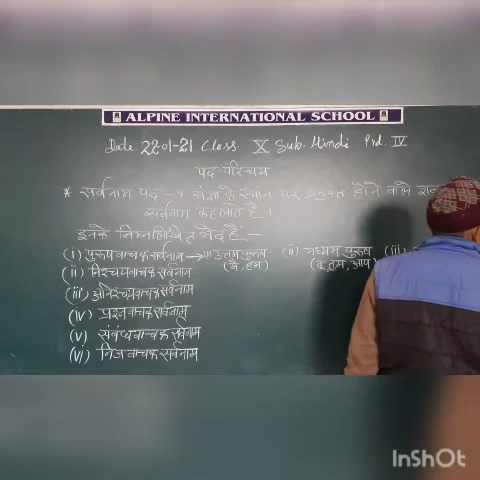 ALPINE INTERNATIONAL SCHOOL
Date 22-01-21 Class X Sub. Hindi Prd. IV
पद परिचय
* सर्वनाम पद → संज्ञा के स्थान पर प्रयुक्त होने वाले
सर्वनाम कहलाते हैं।
इनके निम्नलिखित भेद हैं —
(i) पुरुषवाचक सर्वनाम → (i) उत्तम पुरुष (ii) मध्यम पुरुष (iii)
(मैं, हम) (तू, तुम, आप)
(ii) निश्चयवाचक सर्वनाम
(iii) अनिश्चयवाचक सर्वनाम
(iv) प्रश्नवाचक सर्वनाम
(v) संबंधवाचक सर्वनाम
(vi) निजवाचक सर्वनाम
InShOt